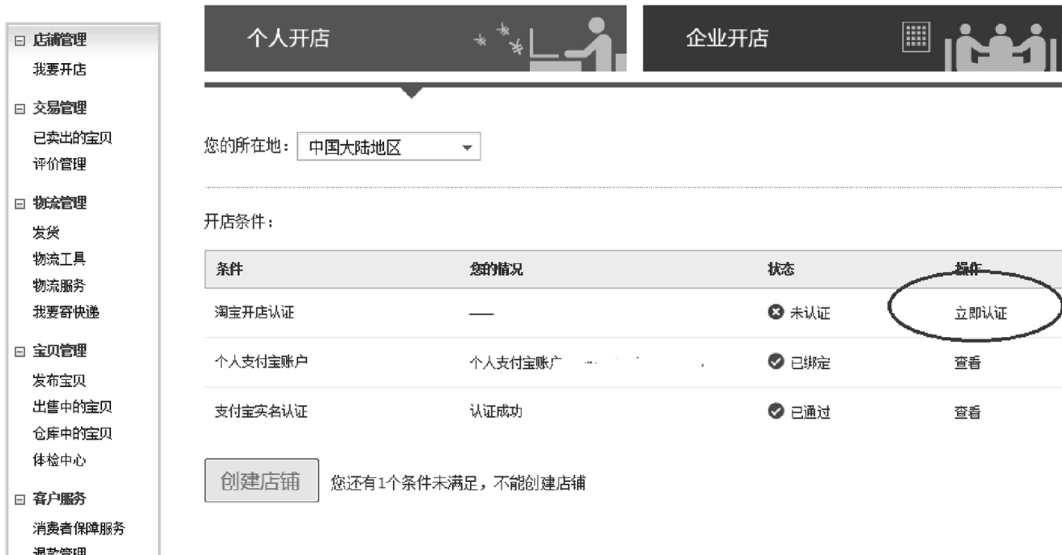 店铺管理
我要开店
交易管理
已卖出的宝贝
评价管理
物流管理
发货
物流工具
物流服务
我要寄快递
宝贝管理
发布宝贝
出售中的宝贝
仓库中的宝贝
体检中心
客户服务
消费者保障服务
退款管理
个人开店
企业开店
您的所在地: 中国大陆地区
开店条件:
条件 您的情况 状态 操作
淘宝开店认证 —— 未认证 立即认证
个人支付宝账户 个人支付宝账户 已绑定 查看
支付宝实名认证 认证成功 已通过 查看
创建店铺 您还有1个条件未满足，不能创建店铺